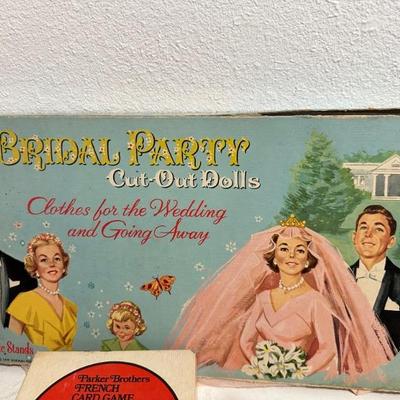 BRIDAL PARTY
Cut-Out Dolls
Clothes for the Wedding
and Going Away
Stands
Parker Brothers
FRENCH
CARD GAME